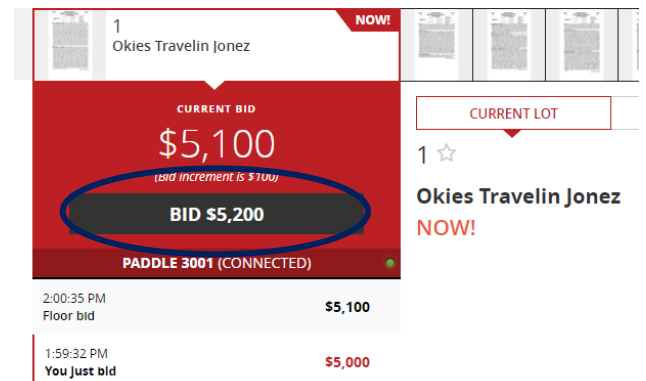 1
Okies Travelin Jonez
NOW!
CURRENT BID
$5,100
(Bid increment is $100)
BID $5,200
PADDLE 3001 (CONNECTED)
2:00:35 PM
Floor bid
$5,100
1:59:32 PM
You just bid
$5,000
CURRENT LOT
1
Okies Travelin Jonez
NOW!